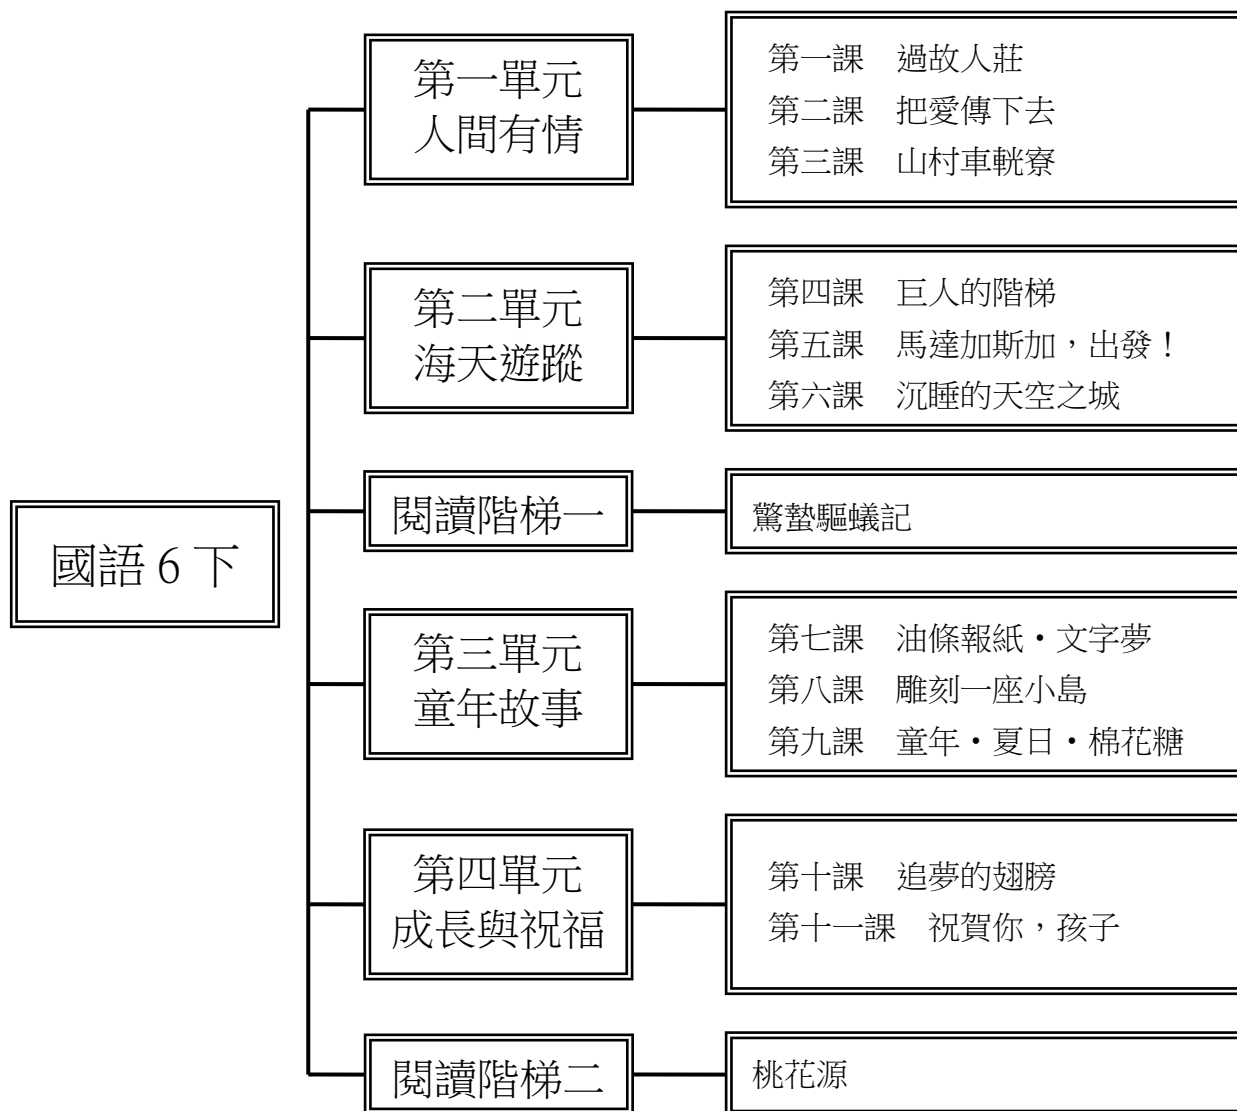 國語6下
第一單元
人間有情
第一課　過故人莊
第二課　把愛傳下去
第三課　山村車輄寮
第二單元
海天遊蹤
第四課　巨人的階梯
第五課　馬達加斯加，出發！
第六課　沉睡的天空之城
閱讀階梯一
驚蟄驅蟻記
第三單元
童年故事
第七課　油條報紙・文字夢
第八課　雕刻一座小島
第九課　童年・夏日・棉花糖
第四單元
成長與祝福
第十課　追夢的翅膀
第十一課　祝賀你，孩子
閱讀階梯二
桃花源